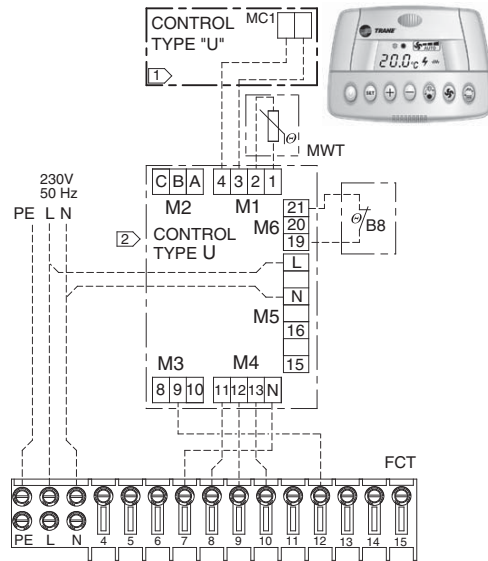 CONTROL
TYPE "U"
MC1
1
TRANE
AUTO
20.0°C
SET
MWT
230V
50 Hz
PE L N
C B A
4 3 2 1
M2
M1
2
CONTROL
TYPE U
M6
21
20
19
B8
L
N
M5
16
15
M3
M4
8 9 10
11 12 13 N
FCT
PE L N 4 5 6 7 8 9 10 11 12 13 14 15